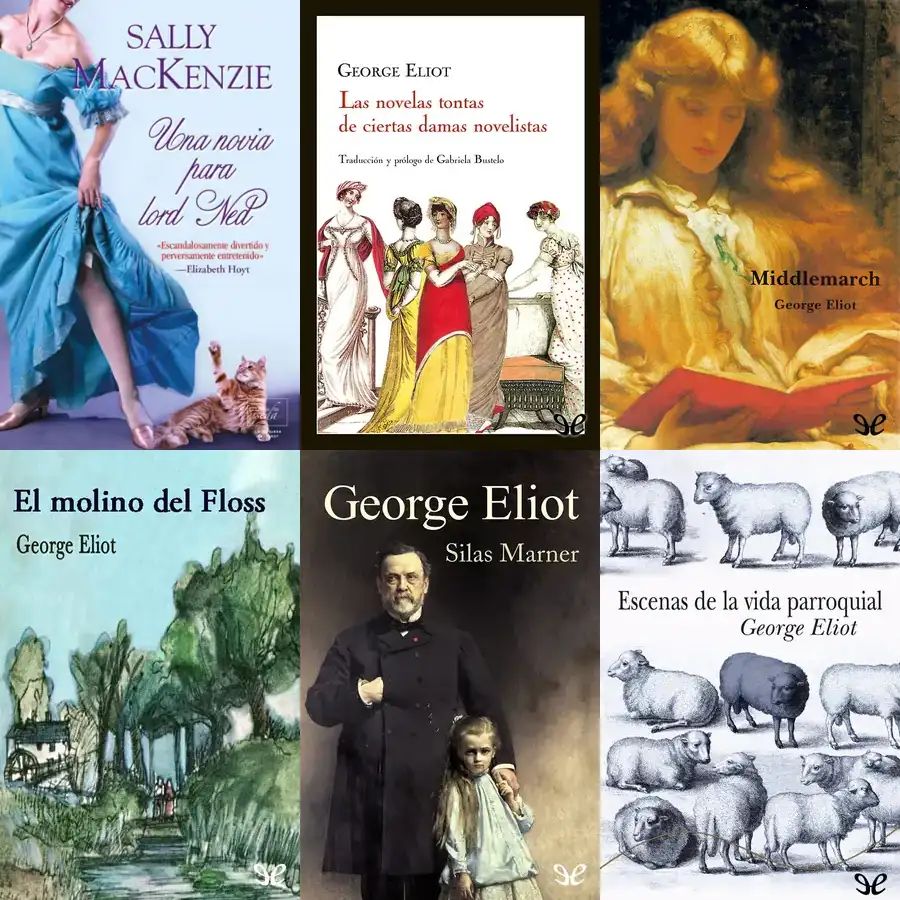 SALLY
MACKENZIE
Una novia
para
lord Ned
«Escandalosamente divertido y
perversamente entretenido»
—Elizabeth Hoyt
GEORGE ELIOT
Las novelas tontas
de ciertas damas novelistas
Traducción y prólogo de Gabriela Bustelo
Middlemarch
George Eliot
El molino del Floss
George Eliot
George Eliot
Silas Marner
Escenas de la vida parroquial
George Eliot